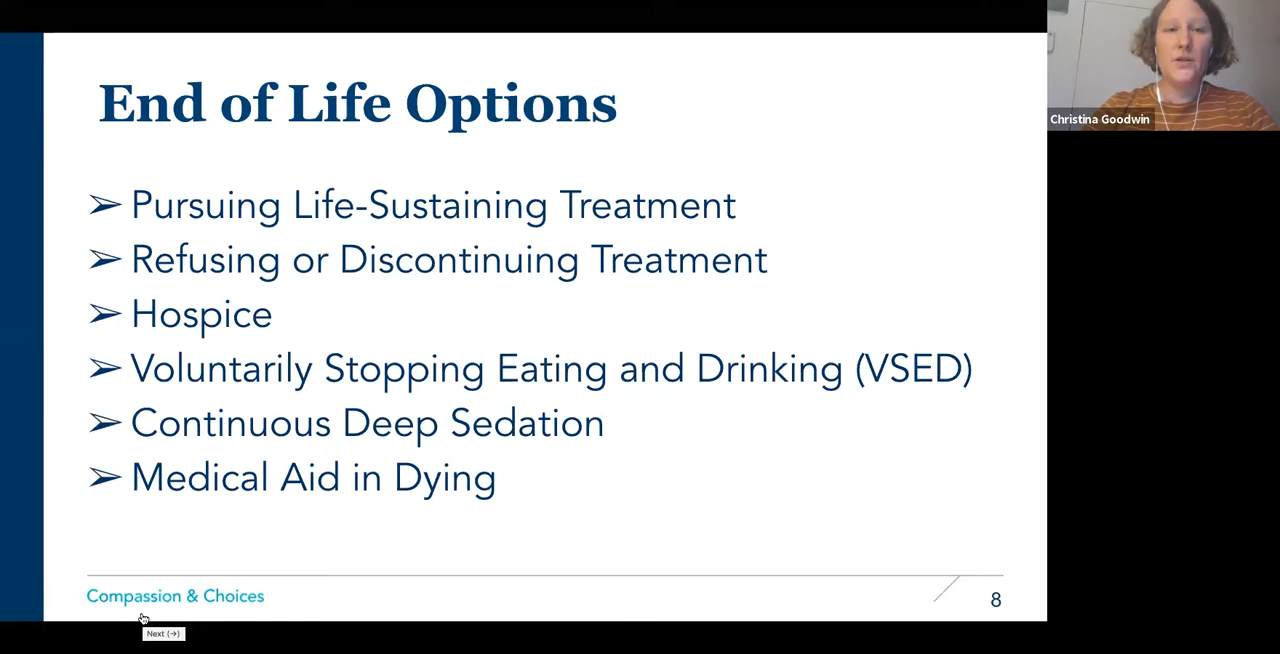 End of Life Options
➢ Pursuing Life-Sustaining Treatment
➢ Refusing or Discontinuing Treatment
➢ Hospice
➢ Voluntarily Stopping Eating and Drinking (VSED)
➢ Continuous Deep Sedation
➢ Medical Aid in Dying
Compassion & Choices
8
Next (→)
Christina Goodwin